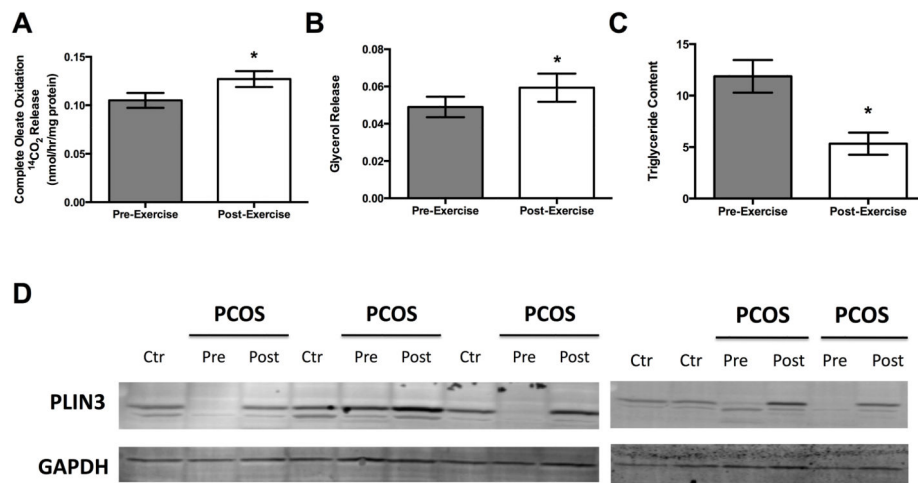 A
Complete Oleate Oxidation
¹⁴CO₂ Release
(nmol/hr/mg protein)
0.15
0.10
0.05
0.00
*
Pre-Exercise
Post-Exercise
B
Glycerol Release
0.08
0.06
0.04
0.02
0.00
*
Pre-Exercise
Post-Exercise
C
Triglyceride Content
15
10
5
0
*
Pre-Exercise
Post-Exercise
D
PCOS PCOS PCOS PCOS PCOS
Ctr Pre Post Ctr Pre Post Ctr Pre Post Ctr Ctr Pre Post Pre Post
PLIN3
GAPDH